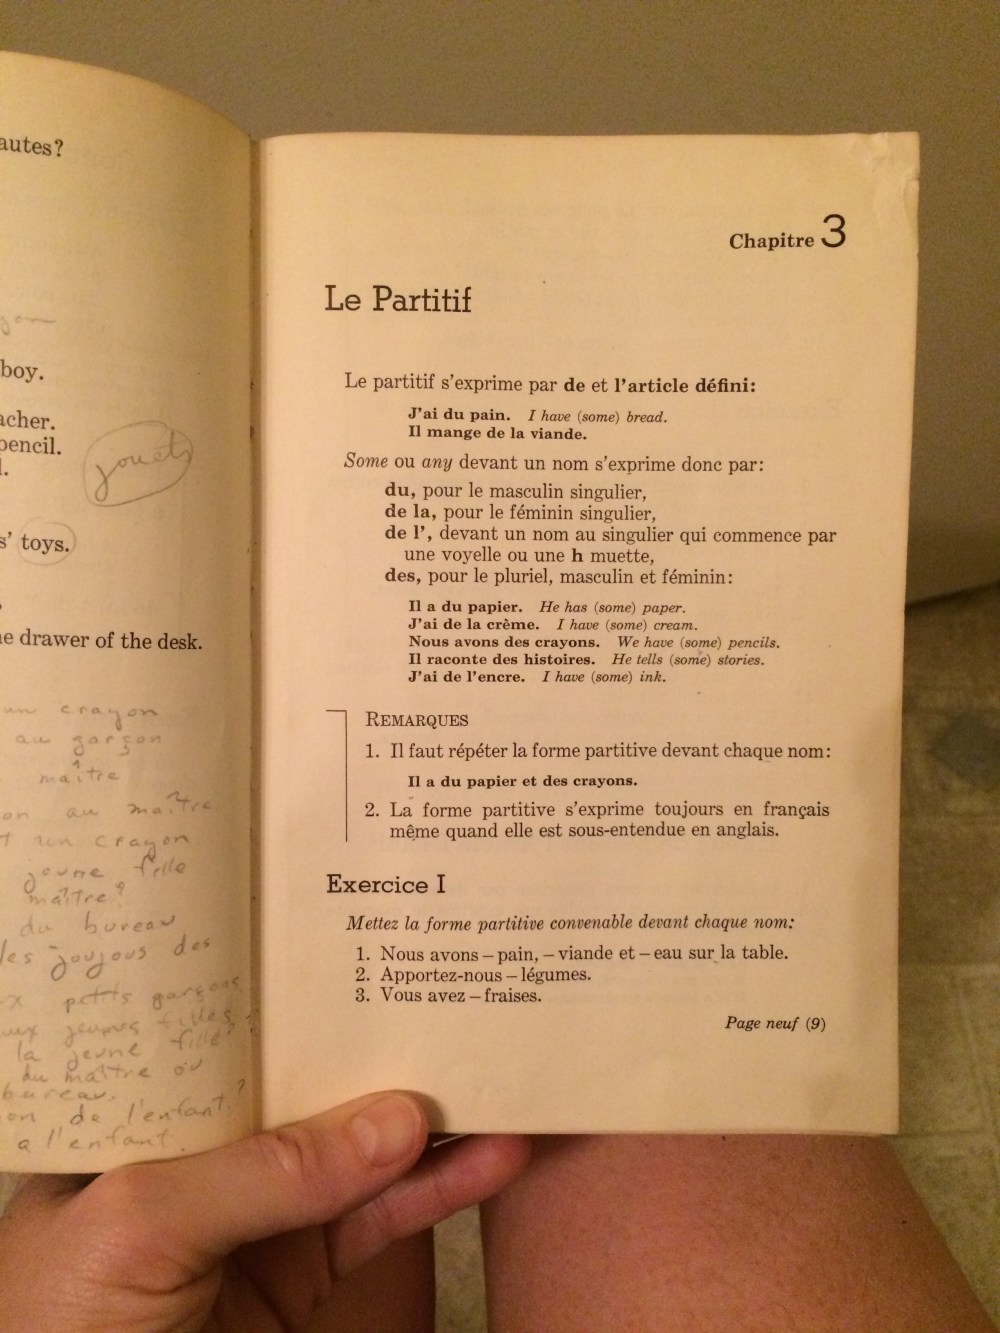 autes?
boy.
acher.
pencil.
jouets
s' toys.
e drawer of the desk.
un crayon
au garçon
maître
on au maître
un crayon
jeune fille
maître?
du bureau
les joujous des
x petits garçons
aux jeunes filles
la jeune fille?
du maître ou
bureau.
on de l'enfant?
a l'enfant.
Chapitre 3
Le Partitif
Le partitif s'exprime par de et l'article défini:
J'ai du pain. I have (some) bread.
Il mange de la viande.
Some ou any devant un nom s'exprime donc par:
du, pour le masculin singulier,
de la, pour le féminin singulier,
de l', devant un nom au singulier qui commence par
une voyelle ou une h muette,
des, pour le pluriel, masculin et féminin:
Il a du papier. He has (some) paper.
J'ai de la crème. I have (some) cream.
Nous avons des crayons. We have (some) pencils.
Il raconte des histoires. He tells (some) stories.
J'ai de l'encre. I have (some) ink.
REMARQUES
1. Il faut répéter la forme partitive devant chaque nom:
Il a du papier et des crayons.
2. La forme partitive s'exprime toujours en français
même quand elle est sous-entendue en anglais.
Exercice I
Mettez la forme partitive convenable devant chaque nom:
1. Nous avons – pain, – viande et – eau sur la table.
2. Apportez-nous – légumes.
3. Vous avez – fraises.
Page neuf (9)